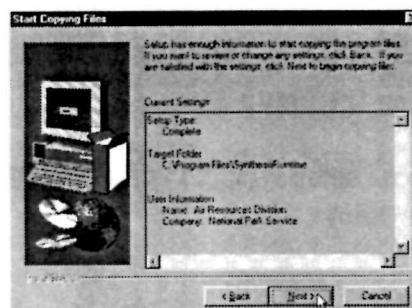 Start Copying Files
Setup has enough information to start copying the program files.
If you want to review or change any settings, click Back. If you
are satisfied with the settings, click Next to begin copying files.
Current Settings:
Setup Type:
Complete
Target Folder
C:\Program Files\SynthesisRuntime
User Information
Name: Air Resources Division
Company: National Park Service
< Back
Next >
Cancel